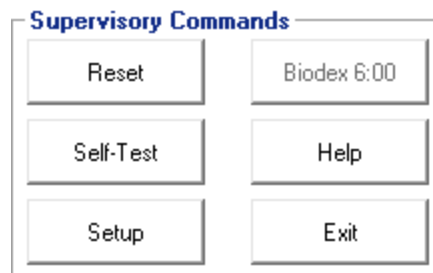 Supervisory Commands
Reset
Biodex 6:00
Self-Test
Help
Setup
Exit